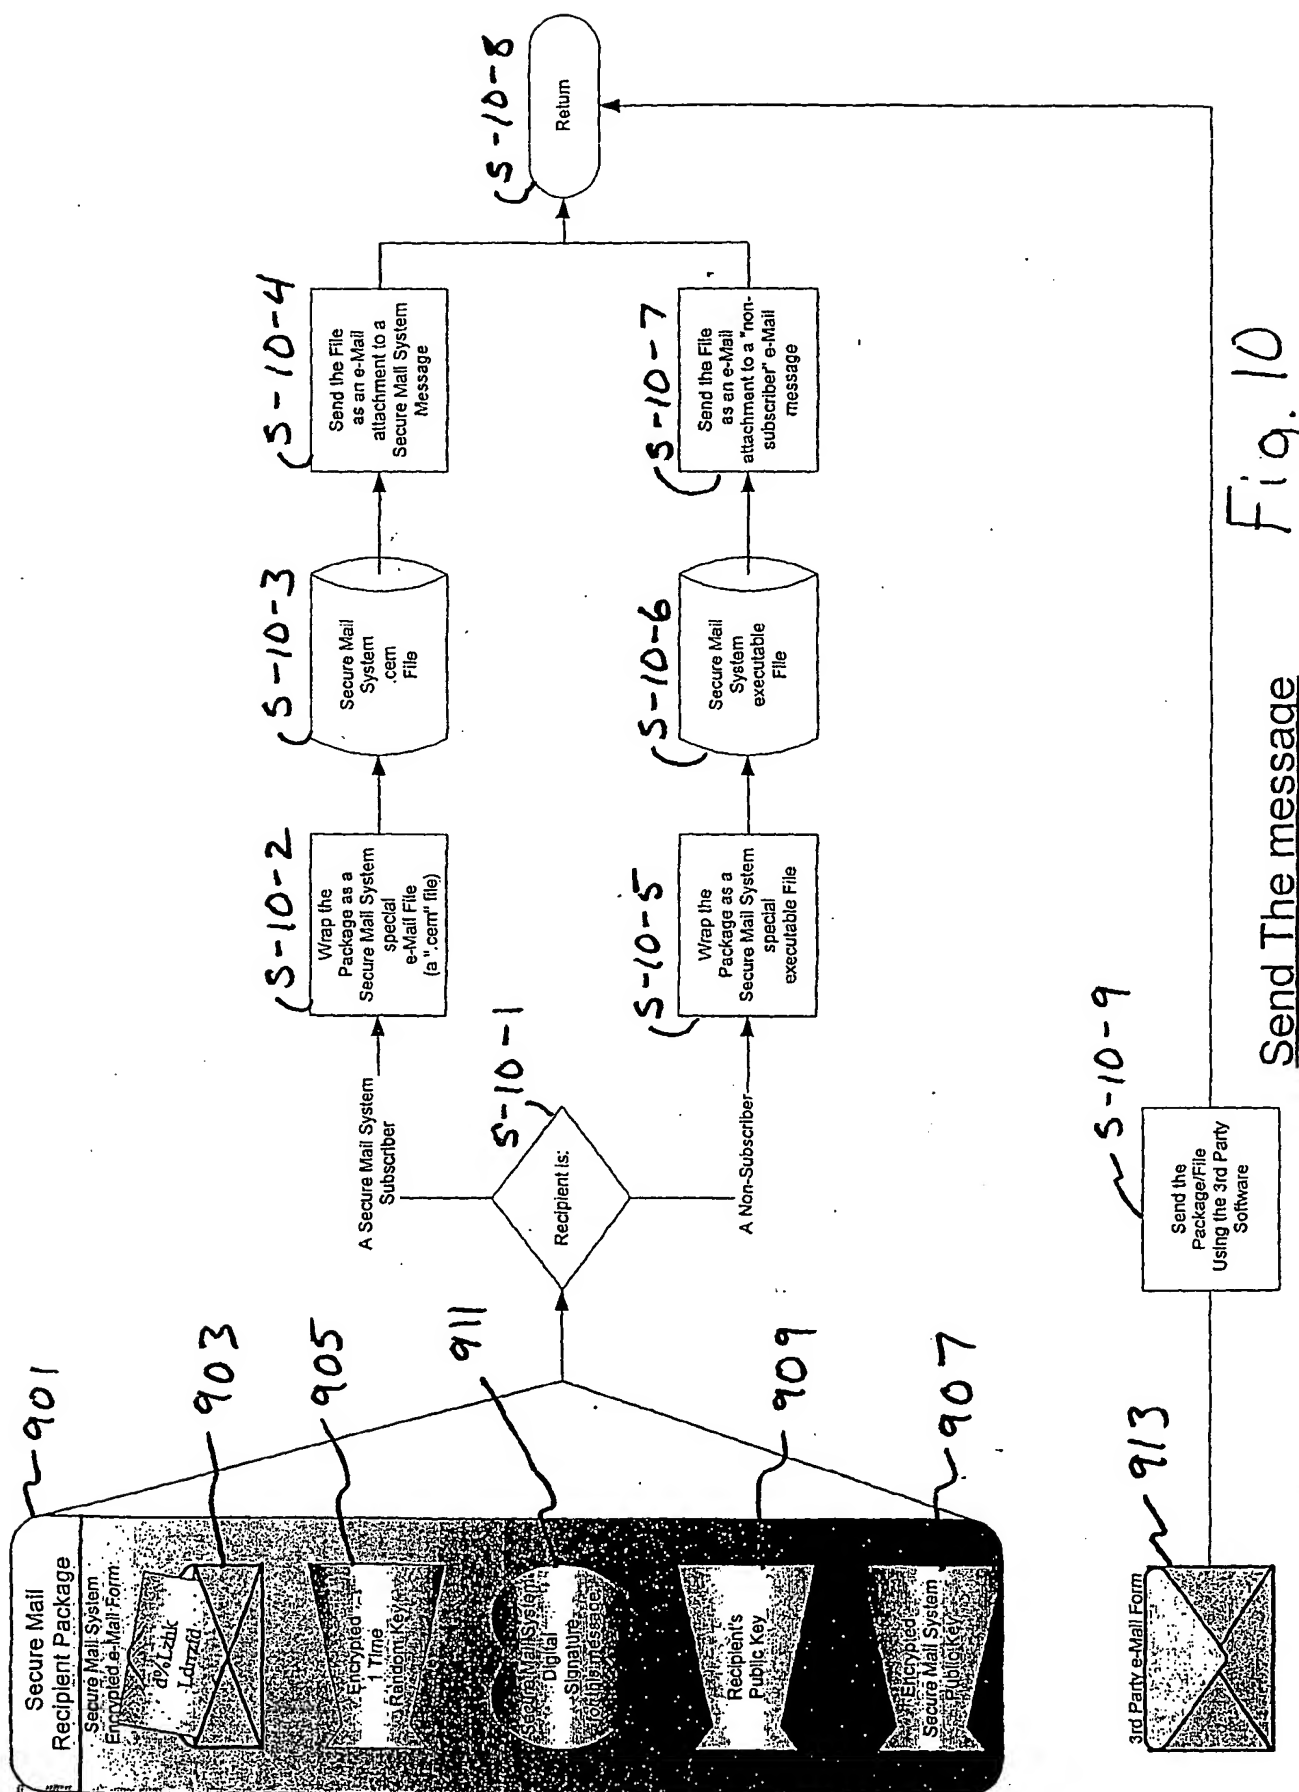 901
Secure Mail
Recipient Package
Secure Mail System
Encrypted e-Mail Form
903
Encrypted
1 Time
Random Key
905
Secure Mail System
Digital
Signature
for this message
911
Recipient's
Public Key
909
Encrypted
Secure Mail System
Public Key
907
S-10-1
Recipient is:
A Secure Mail System
Subscriber
S-10-2
Wrap the
Package as a
Secure Mail System
special
e-Mail File
(a ".cem" file)
S-10-3
Secure Mail
System
.cem
File
S-10-4
Send the File
as an e-Mail
attachment to a
Secure Mail System
Message
A Non-Subscriber
S-10-5
Wrap the
Package as a
Secure Mail System
special
executable File
S-10-6
Secure Mail
System
executable
File
S-10-7
Send the File
as an e-Mail
attachment to a "non-
subscriber" e-Mail
message
S-10-8
Return
913
3rd Party e-Mail Form
S-10-9
Send the
Package/File
Using the 3rd Party
Software
Send The message
Fig. 10